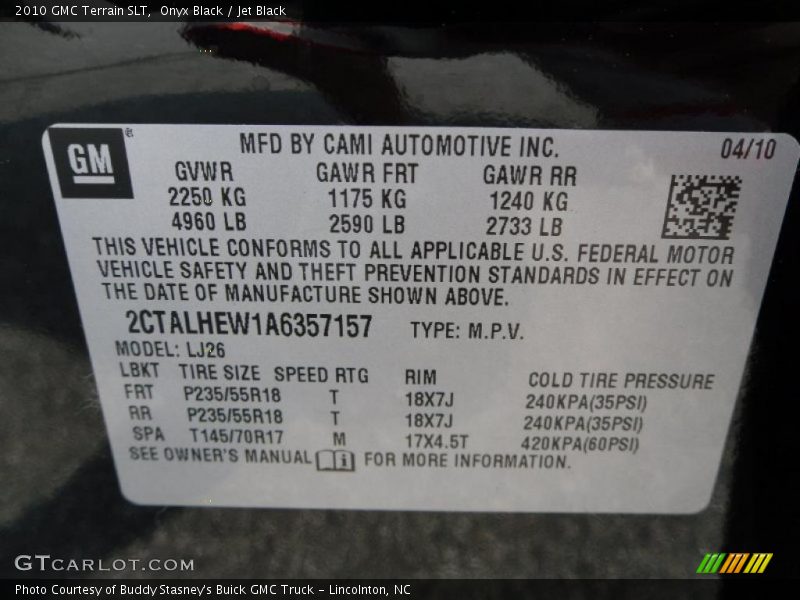 2010 GMC Terrain SLT,  Onyx Black / Jet Black
GM®
MFD BY CAMI AUTOMOTIVE INC. 04/10
GVWR GAWR FRT GAWR RR
2250 KG 1175 KG 1240 KG
4960 LB 2590 LB 2733 LB
THIS VEHICLE CONFORMS TO ALL APPLICABLE U.S. FEDERAL MOTOR
VEHICLE SAFETY AND THEFT PREVENTION STANDARDS IN EFFECT ON
THE DATE OF MANUFACTURE SHOWN ABOVE.
2CTALHEW1A6357157 TYPE: M.P.V.
MODEL: LJ26
LBKT TIRE SIZE SPEED RTG RIM COLD TIRE PRESSURE
FRT P235/55R18 T 18X7J 240KPA(35PSI)
RR P235/55R18 T 18X7J 240KPA(35PSI)
SPA T145/70R17 M 17X4.5T 420KPA(60PSI)
SEE OWNER'S MANUAL i FOR MORE INFORMATION.
GTCARLOT.COM
Photo Courtesy of Buddy Stasney's Buick GMC Truck - Lincolnton, NC